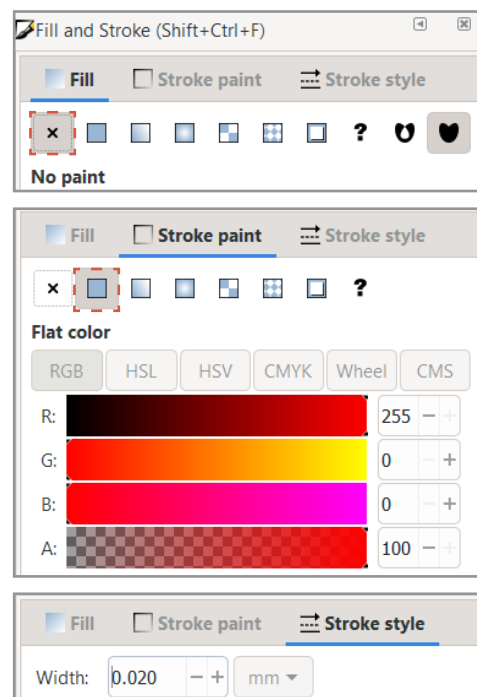 Fill and Stroke (Shift+Ctrl+F)
Fill Stroke paint Stroke style
?
No paint
Fill Stroke paint Stroke style
?
Flat color
RGB HSL HSV CMYK Wheel CMS
R: 255 − +
G: 0 − +
B: 0 − +
A: 100 − +
Fill Stroke paint Stroke style
Width: 0.020 − + mm